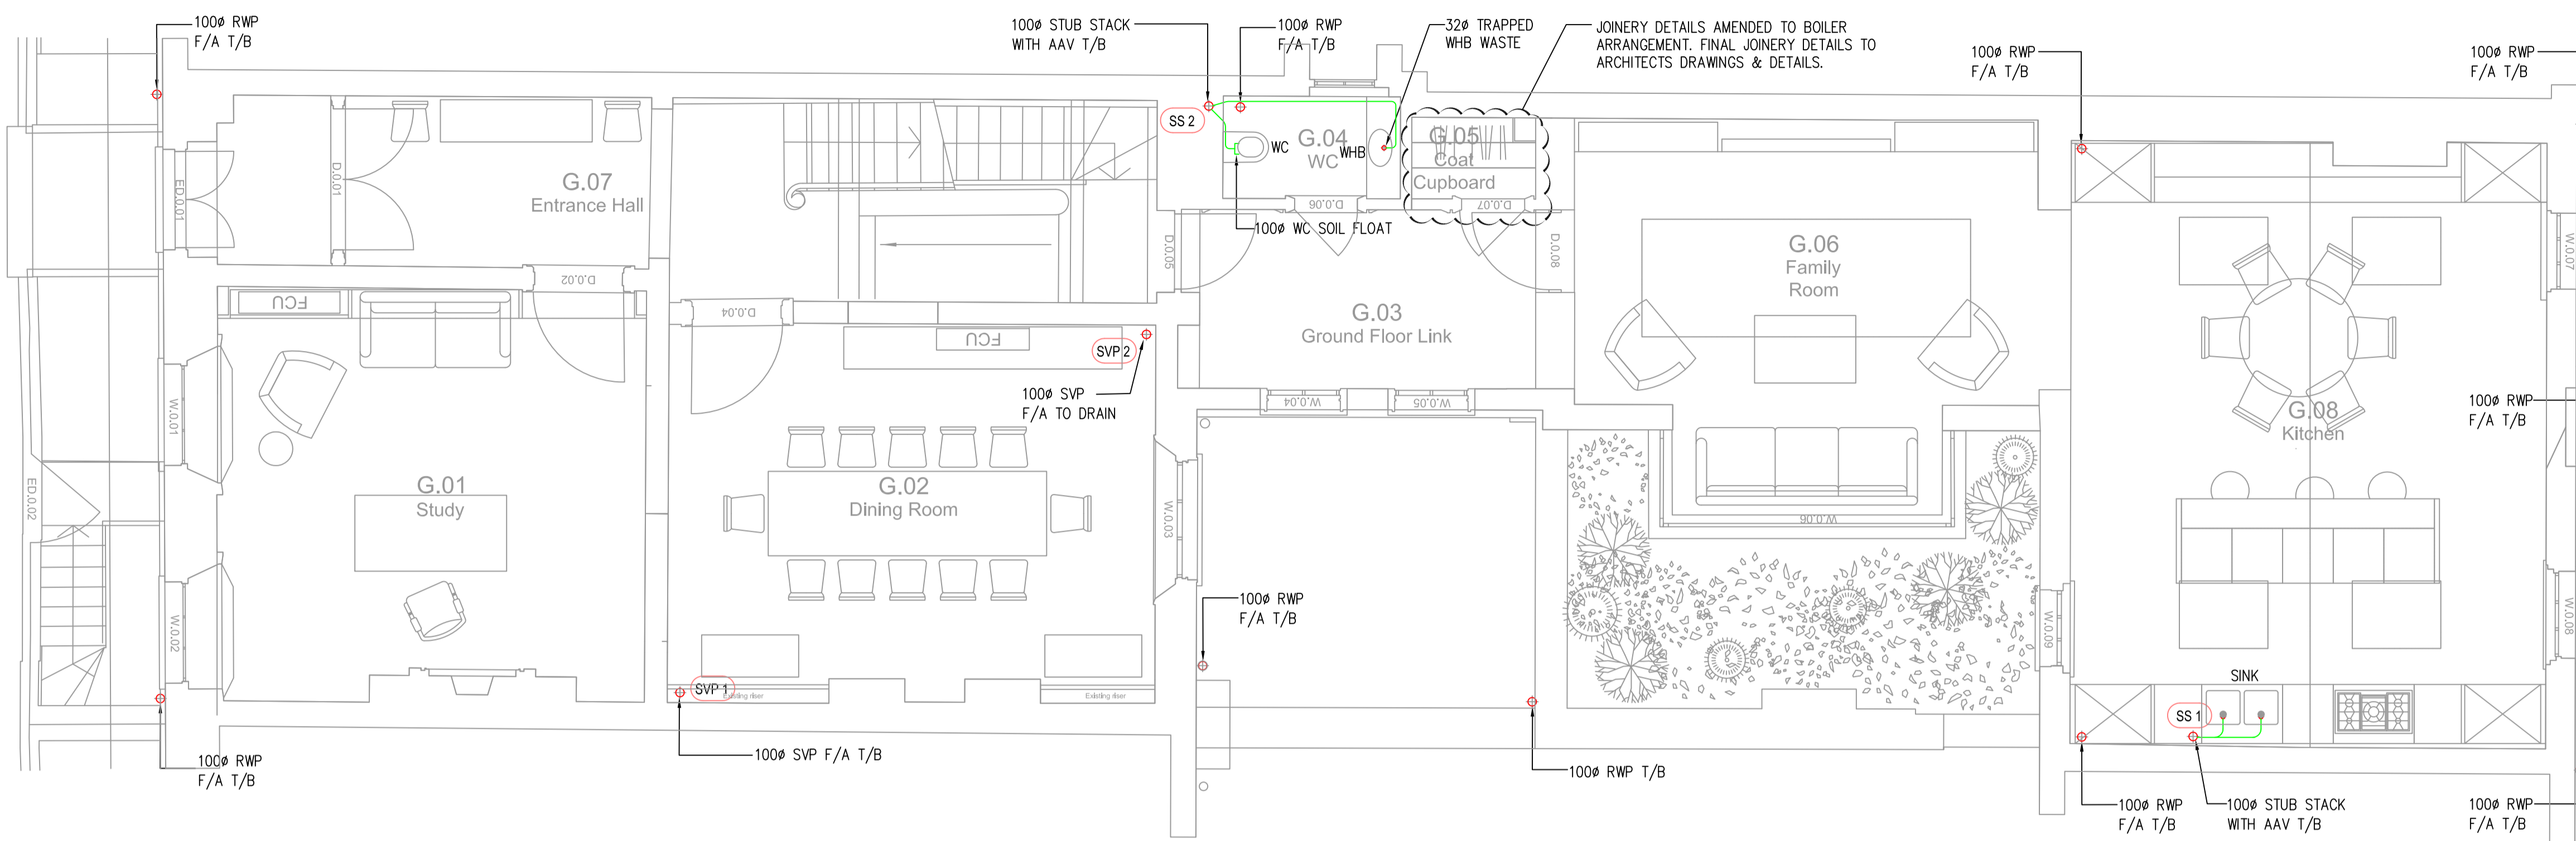 100ø RWP
F/A T/B
100ø STUB STACK
WITH AAV T/B
100ø RWP
F/A T/B
32ø TRAPPED
WHB WASTE
JOINERY DETAILS AMENDED TO BOILER
ARRANGEMENT. FINAL JOINERY DETAILS TO
ARCHITECTS DRAWINGS & DETAILS.
100ø RWP
F/A T/B
100ø RWP
F/A T/B
SS 2
WC
G.04
WC
WHB
G.05
Coat
Cupboard
ED.0.01
D.0.01
G.07
Entrance Hall
D.0.02
D.0.06
D.0.07
100ø WC SOIL FLOAT
D.0.05
D.0.08
G.06
Family
Room
W.0.07
FCU
D.0.04
FCU
SVP 2
G.03
Ground Floor Link
100ø SVP
F/A TO DRAIN
W.0.04
W.0.05
100ø RWP
F/A T/B
G.08
Kitchen
W.0.01
ED.0.02
G.01
Study
G.02
Dining Room
W.0.03
W.0.06
W.0.02
100ø RWP
F/A T/B
W.0.09
W.0.08
SVP 1
Existing riser
Existing riser
SINK
SS 1
100ø RWP
F/A T/B
100ø SVP F/A T/B
100ø RWP T/B
100ø RWP
F/A T/B
100ø STUB STACK
WITH AAV T/B
100ø RWP
F/A T/B